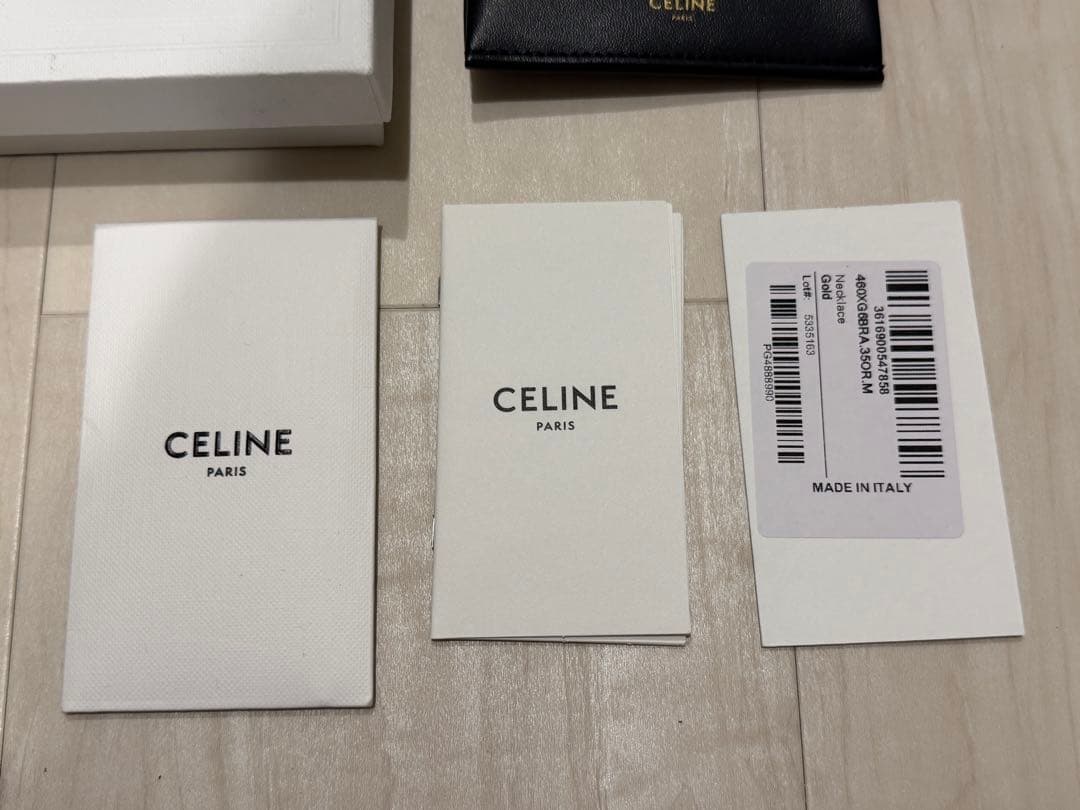 CELINE
PARIS
CELINE
PARIS
CELINE
PARIS
3616900547858
460XG6BRA.35OR.M
Necklace
Gold
Lot#: 5335163
PG4888990
MADE IN ITALY